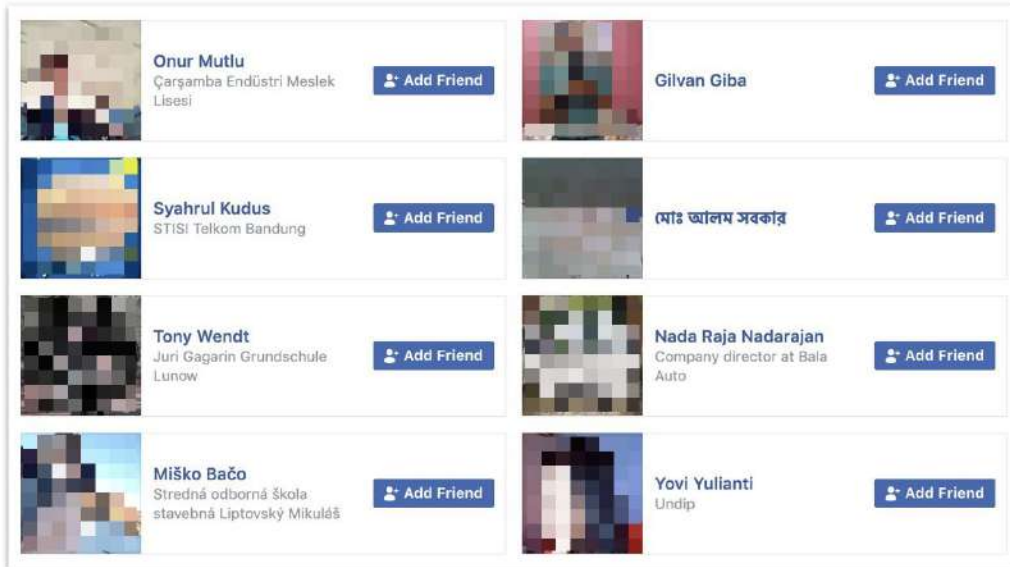 Onur Mutlu
Çarşamba Endüstri Meslek
Lisesi
Add Friend
Gilvan Giba
Add Friend
Syahrul Kudus
STISI Telkom Bandung
Add Friend
মোঃ আলম সরকার
Add Friend
Tony Wendt
Juri Gagarin Grundschule
Lunow
Add Friend
Nada Raja Nadarajan
Company director at Bala
Auto
Add Friend
Miško Bačo
Stredná odborná škola
stavebná Liptovský Mikuláš
Add Friend
Yovi Yulianti
Undip
Add Friend